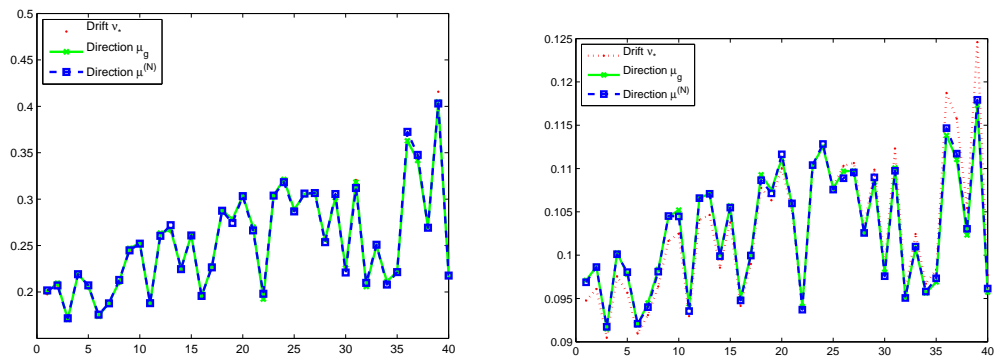 0.5
0.45
0.4
0.35
0.3
0.25
0.2
0 5 10 15 20 25 30 35 40
Drift ν*
Direction μg
Direction μ(N)
0.125
0.12
0.115
0.11
0.105
0.1
0.095
0.09
0 5 10 15 20 25 30 35 40
Drift ν*
Direction μg
Direction μ(N)